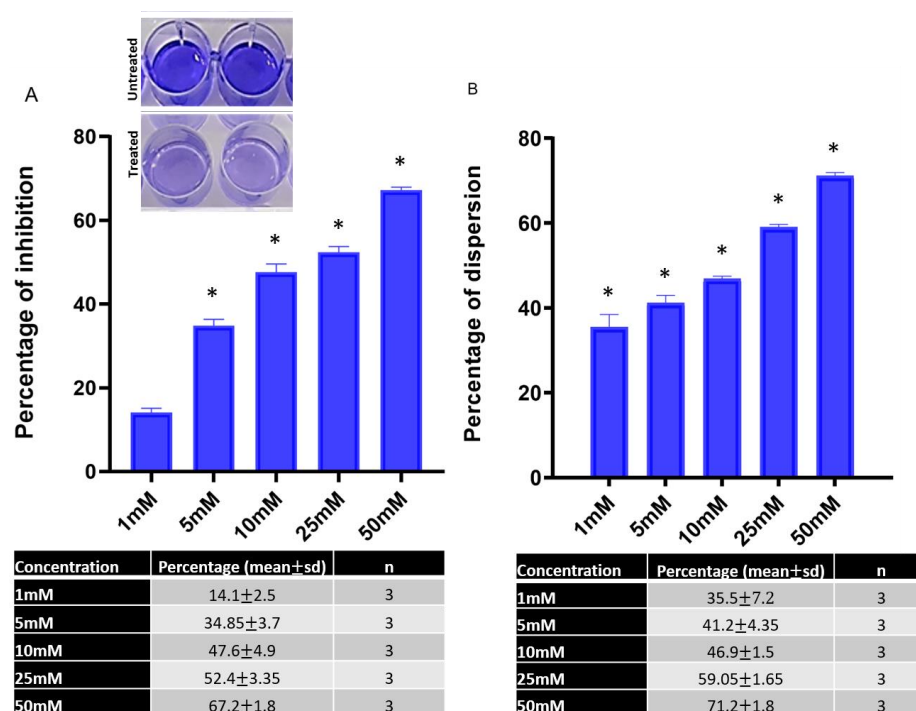 A
Untreated
Treated
Percentage of inhibition
80
60
40
20
0
*
*
*
*
1mM
5mM
10mM
25mM
50mM
Concentration Percentage (mean±sd) n
1mM 14.1±2.5 3
5mM 34.85±3.7 3
10mM 47.6±4.9 3
25mM 52.4±3.35 3
50mM 67.2±1.8 3
B
Percentage of dispersion
80
60
40
20
0
*
*
*
*
*
1mM
5mM
10mM
25mM
50mM
Concentration Percentage (mean±sd) n
1mM 35.5±7.2 3
5mM 41.2±4.35 3
10mM 46.9±1.5 3
25mM 59.05±1.65 3
50mM 71.2±1.8 3